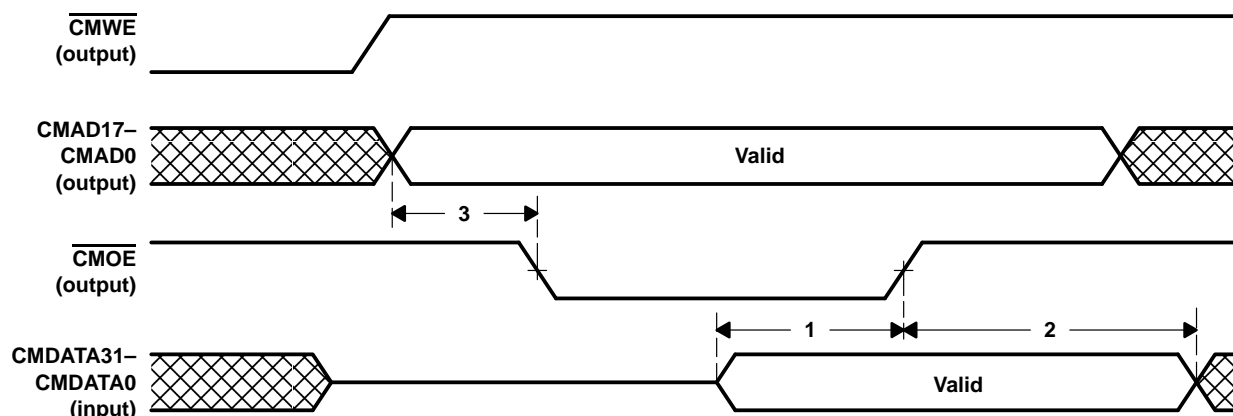 CMWE
(output)
CMAD17–
CMAD0
(output)
Valid
3
CMOE
(output)
1
2
CMDATA31–
CMDATA0
(input)
Valid